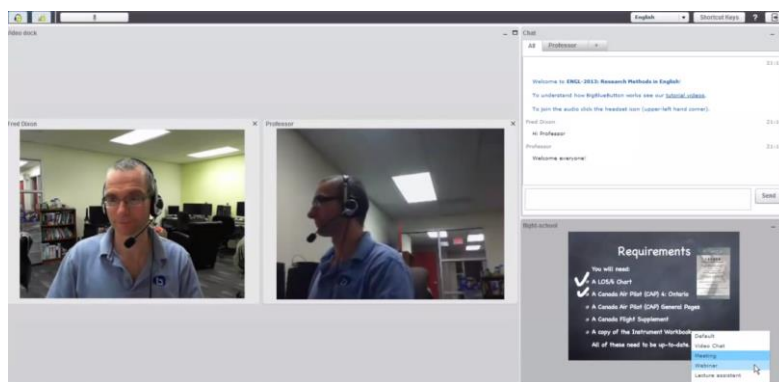 English
Shortcut Keys
?
Video dock
Chat
All Professor +
Welcome to ENGL-2013: Research Methods in English!
To understand how BigBlueButton works see our tutorial videos.
To join the audio click the headset icon (upper-left hand corner).
Fred Dixon
Hi Professor
Professor
Welcome everyone!
Send
Fred Dixon
Professor
flight-school
Requirements
You will need:
A LO5/6 Chart
A Canada Air Pilot (CAP) 4: Ontario
A Canada Air Pilot (CAP) General Pages
A Canada Flight Supplement
A copy of the Instrument Workbook
All of these need to be up-to-date.
Default
Video Chat
Meeting
Webinar
Lecture assistant